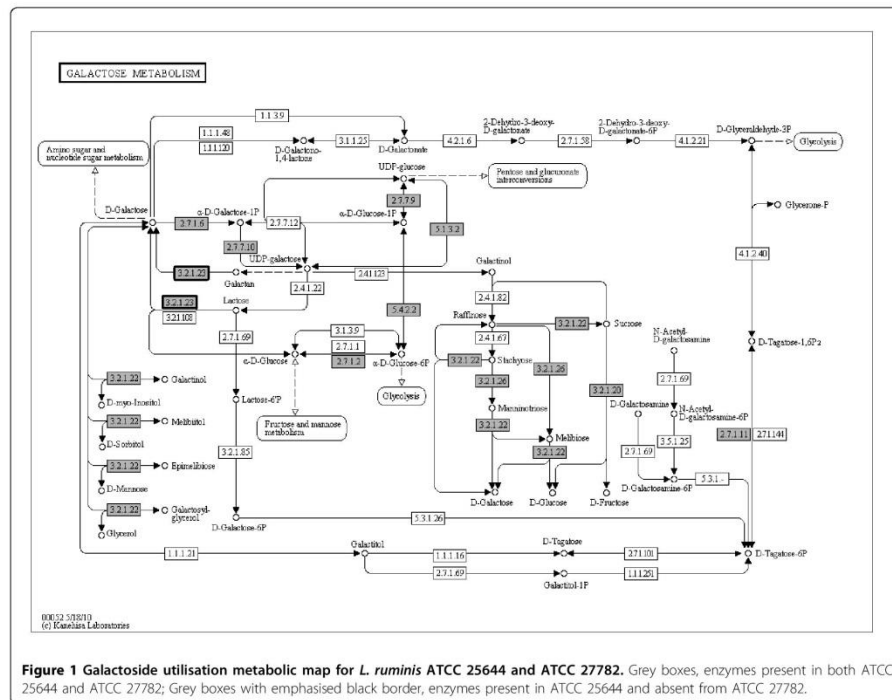 GALACTOSE METABOLISM
1.1.3.9
1.1.1.48
1.1.1.120
D-Galactono-
1,4-lactone
3.1.1.25
D-Galactonate
4.2.1.6
2-Dehydro-3-deoxy-
D-galactonate
2.7.1.58
2-Dehydro-3-deoxy-
D-galactonate-6P
4.1.2.21
D-Glyceraldehyde-3P
Glycolysis
Amino sugar and
nucleotide sugar metabolism
UDP-glucose
Pentose and glucuronate
interconversions
D-Galactose
2.7.1.6
α-D-Galactose-1P
2.7.7.12
α-D-Glucose-1P
2.7.7.9
5.1.3.2
2.7.7.10
UDP-galactose
Glycerone-P
4.1.2.40
3.2.1.23
Galactan
2.4.1.123
Galactinol
2.4.1.22
3.2.1.23
3.2.1.108
Lactose
5.4.2.2
2.4.1.82
Raffinose
3.2.1.22
Sucrose
2.7.1.69
3.1.3.9
2.7.1.1
2.7.1.2
α-D-Glucose
α-D-Glucose-6P
2.4.1.67
3.2.1.22
Stachyose
3.2.1.26
3.2.1.26
3.2.1.20
N-Acetyl-
D-galactosamine
D-Tagatose-1,6P2
3.2.1.22
Galactinol
D-myo-Inositol
Lactose-6'P
Fructose and mannose
metabolism
Glycolysis
Manninotriose
3.2.1.22
Melibiose
3.2.1.22
2.7.1.69
D-Galactosamine
N-Acetyl-
D-galactosamine-6P
3.2.1.22
Melibitol
D-Sorbitol
3.2.1.85
2.7.1.69
3.5.1.25
2.7.1.11
2.7.1.144
3.2.1.22
Epimelibiose
D-Mannose
D-Galactose
D-Glucose
D-Fructose
D-Galactosamine-6P
5.3.1.-
3.2.1.22
Galactosyl-
glycerol
Glycerol
D-Galactose-6P
5.3.1.26
1.1.1.21
Galactitol
1.1.1.16
D-Tagatose
2.7.1.101
D-Tagatose-6P
2.7.1.69
Galactitol-1P
1.1.1.251
00052 5/18/10
(c) Kanehisa Laboratories
Figure 1 Galactoside utilisation metabolic map for L. ruminis ATCC 25644 and ATCC 27782. Grey boxes, enzymes present in both ATCC
25644 and ATCC 27782; Grey boxes with emphasised black border, enzymes present in ATCC 25644 and absent from ATCC 27782.